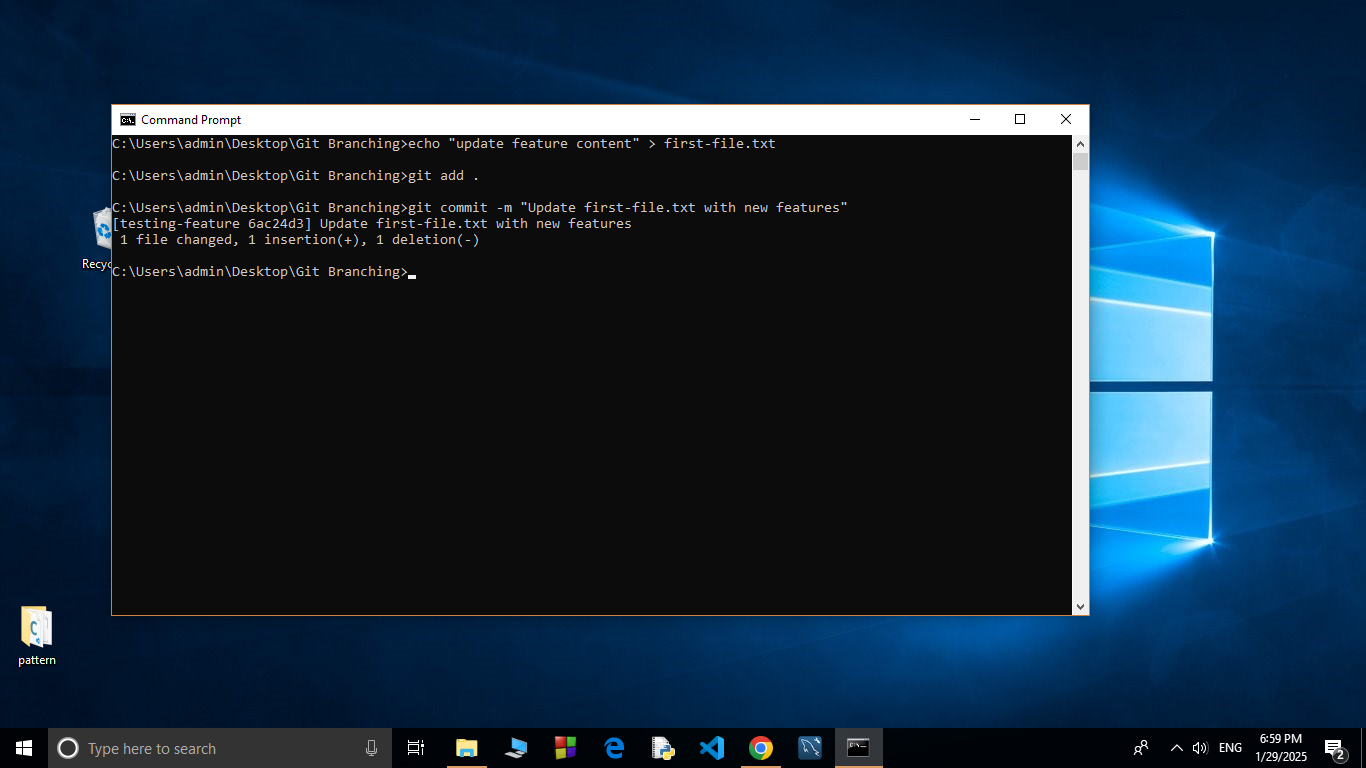 Command Prompt
C:\Users\admin\Desktop\Git Branching>echo "update feature content" > first-file.txt
C:\Users\admin\Desktop\Git Branching>git add .
C:\Users\admin\Desktop\Git Branching>git commit -m "Update first-file.txt with new features"
[testing-feature 6ac24d3] Update first-file.txt with new features
 1 file changed, 1 insertion(+), 1 deletion(-)
C:\Users\admin\Desktop\Git Branching>
Recyc
pattern
Type here to search
ENG
6:59 PM
1/29/2025
2